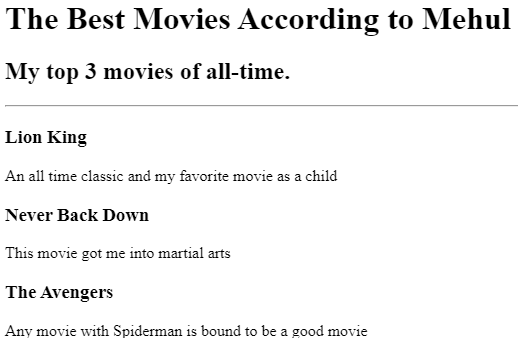 The Best Movies According to Mehul
My top 3 movies of all-time.
Lion King
An all time classic and my favorite movie as a child
Never Back Down
This movie got me into martial arts
The Avengers
Any movie with Spiderman is bound to be a good movie